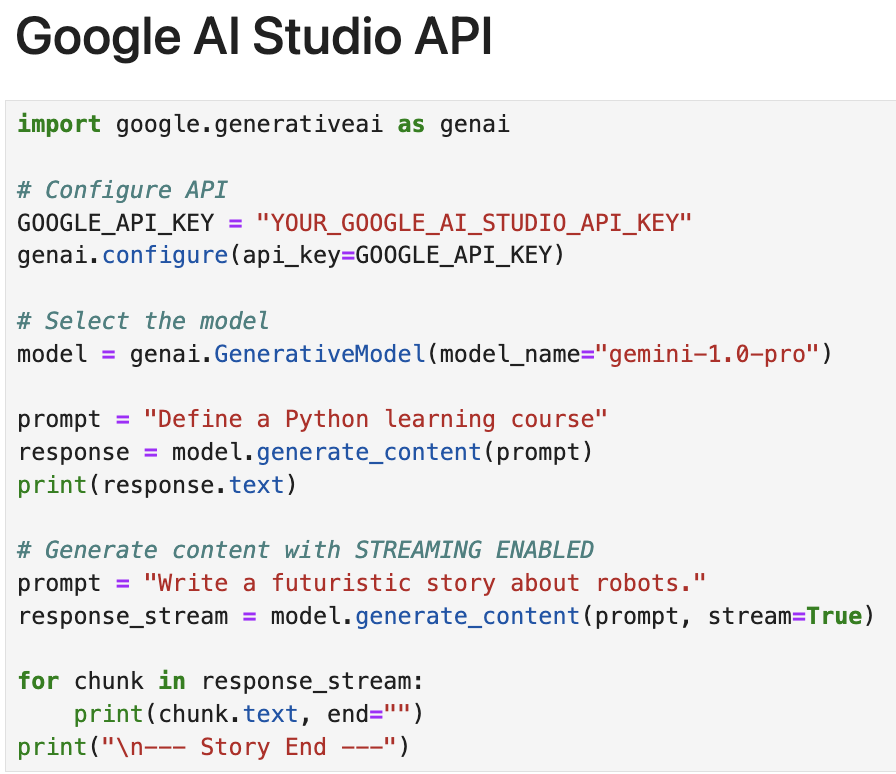 Google AI Studio API
import google.generativeai as genai
# Configure API
GOOGLE_API_KEY = "YOUR_GOOGLE_AI_STUDIO_API_KEY"
genai.configure(api_key=GOOGLE_API_KEY)
# Select the model
model = genai.GenerativeModel(model_name="gemini-1.0-pro")
prompt = "Define a Python learning course"
response = model.generate_content(prompt)
print(response.text)
# Generate content with STREAMING ENABLED
prompt = "Write a futuristic story about robots."
response_stream = model.generate_content(prompt, stream=True)
for chunk in response_stream:
    print(chunk.text, end="")
print("\n--- Story End ---")